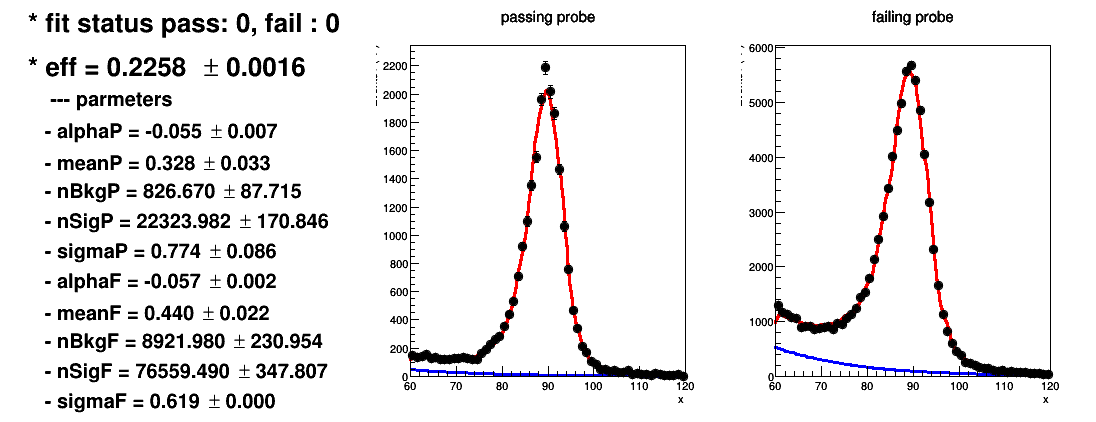 * fit status pass: 0, fail : 0
* eff = 0.2258 ± 0.0016
--- parmeters
- alphaP = -0.055 ± 0.007
- meanP = 0.328 ± 0.033
- nBkgP = 826.670 ± 87.715
- nSigP = 22323.982 ± 170.846
- sigmaP = 0.774 ± 0.086
- alphaF = -0.057 ± 0.002
- meanF = 0.440 ± 0.022
- nBkgF = 8921.980 ± 230.954
- nSigF = 76559.490 ± 347.807
- sigmaF = 0.619 ± 0.000
passing probe
2200
2000
1800
1600
1400
1200
1000
800
600
400
200
0
60 70 80 90 100 110 120
x
failing probe
6000
5000
4000
3000
2000
1000
0
60 70 80 90 100 110 120
x